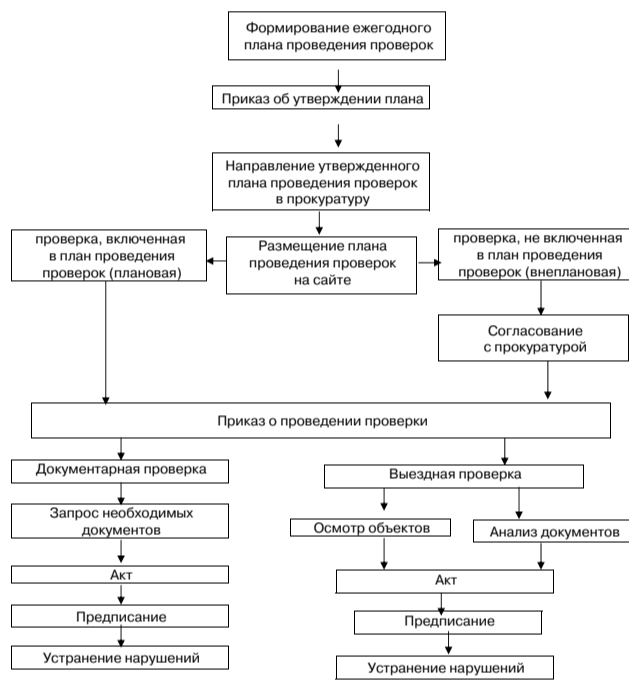 Формирование ежегодного
плана проведения проверок
Приказ об утверждении плана
Направление утвержденного
плана проведения проверок
в прокуратуру
проверка, включенная
в план проведения
проверок (плановая)
Размещение плана
проведения проверок
на сайте
проверка, не включенная
в план проведения
проверок (внеплановая)
Согласование
с прокуратурой
Приказ о проведении проверки
Документарная проверка
Выездная проверка
Запрос необходимых
документов
Осмотр объектов
Анализ документов
Акт
Акт
Предписание
Предписание
Устранение нарушений
Устранение нарушений